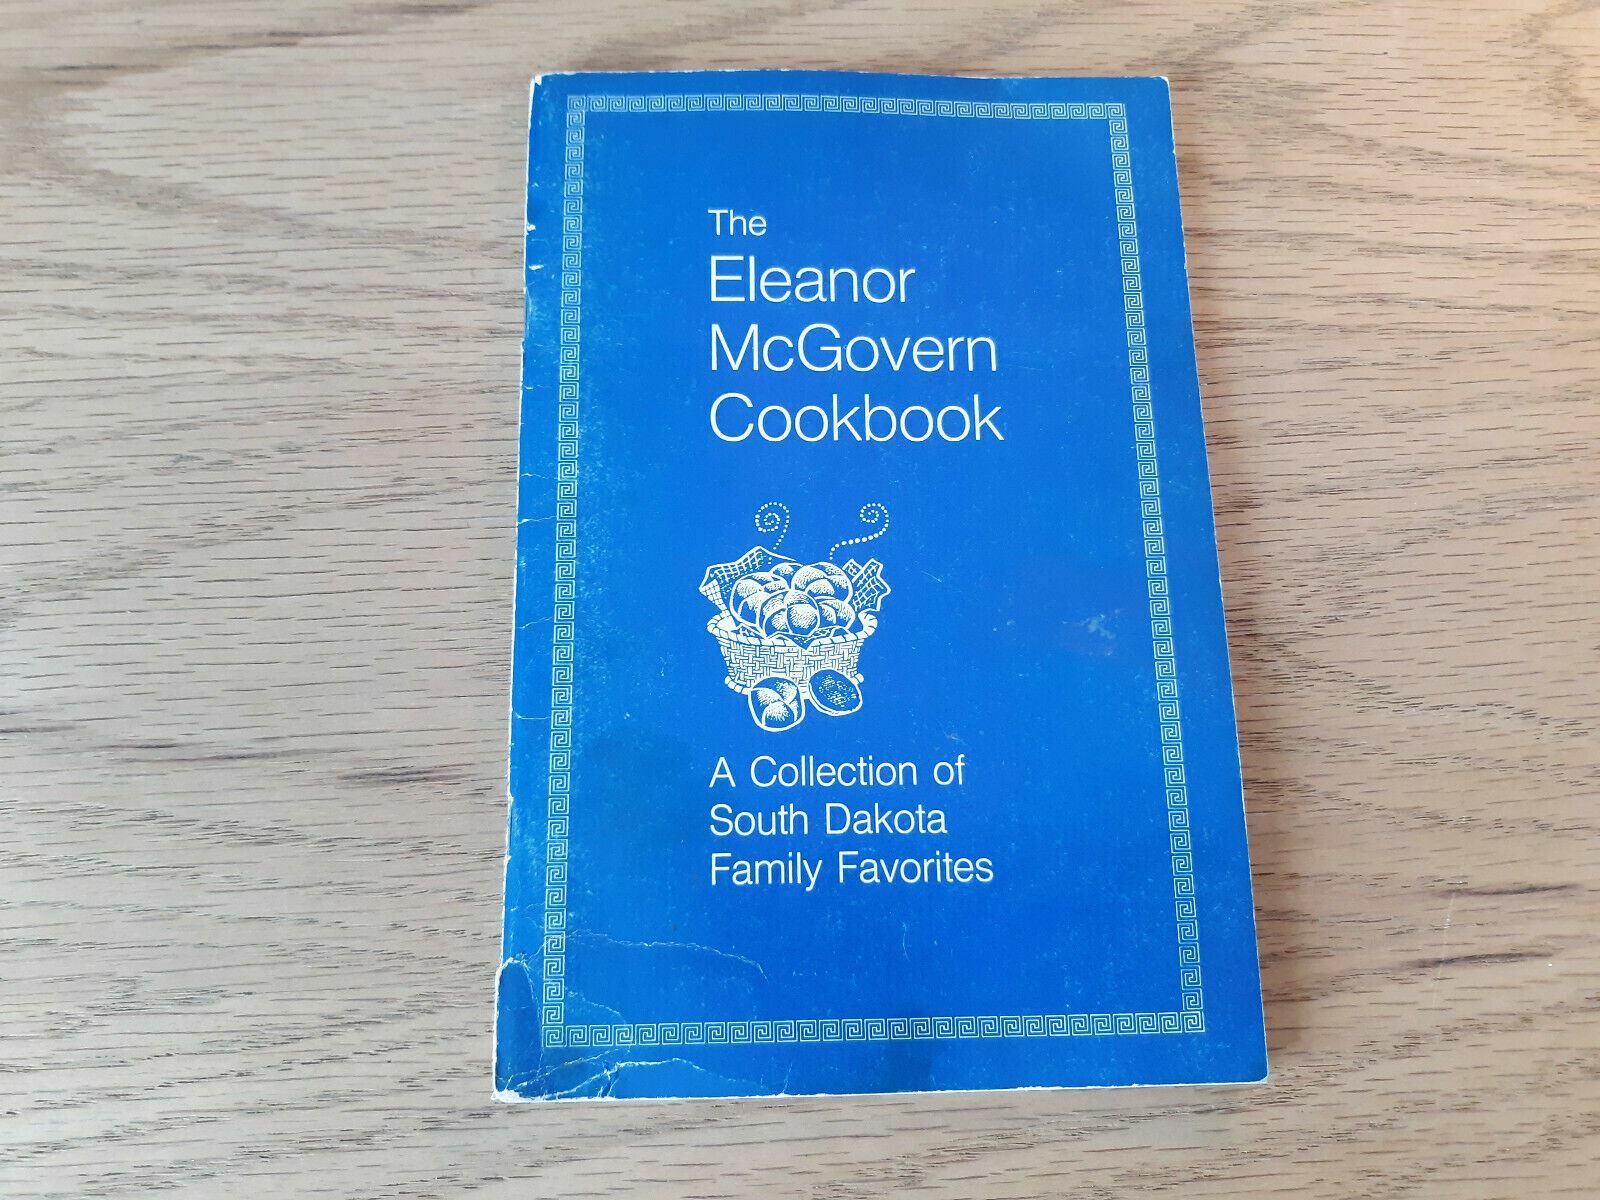 The
Eleanor
McGovern
Cookbook
A Collection of
South Dakota
Family Favorites